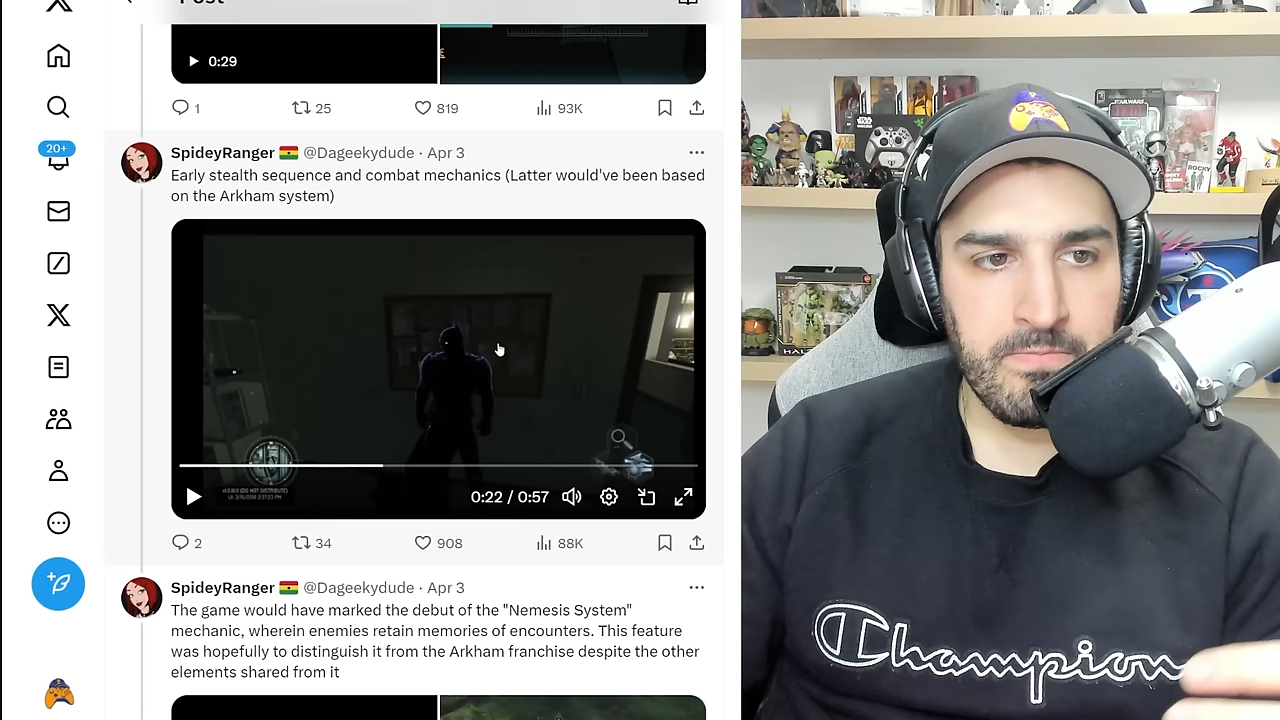 Post
0:29
1
25
819
93K
20+
SpideyRanger 🇬🇭 @Dageekydude · Apr 3
Early stealth sequence and combat mechanics (Latter would've been based
on the Arkham system)
0:22 / 0:57
2
34
908
88K
SpideyRanger 🇬🇭 @Dageekydude · Apr 3
The game would have marked the debut of the "Nemesis System"
mechanic, wherein enemies retain memories of encounters. This feature
was hopefully to distinguish it from the Arkham franchise despite the other
elements shared from it
STAR WARS
ROCKY
HALO
Champion